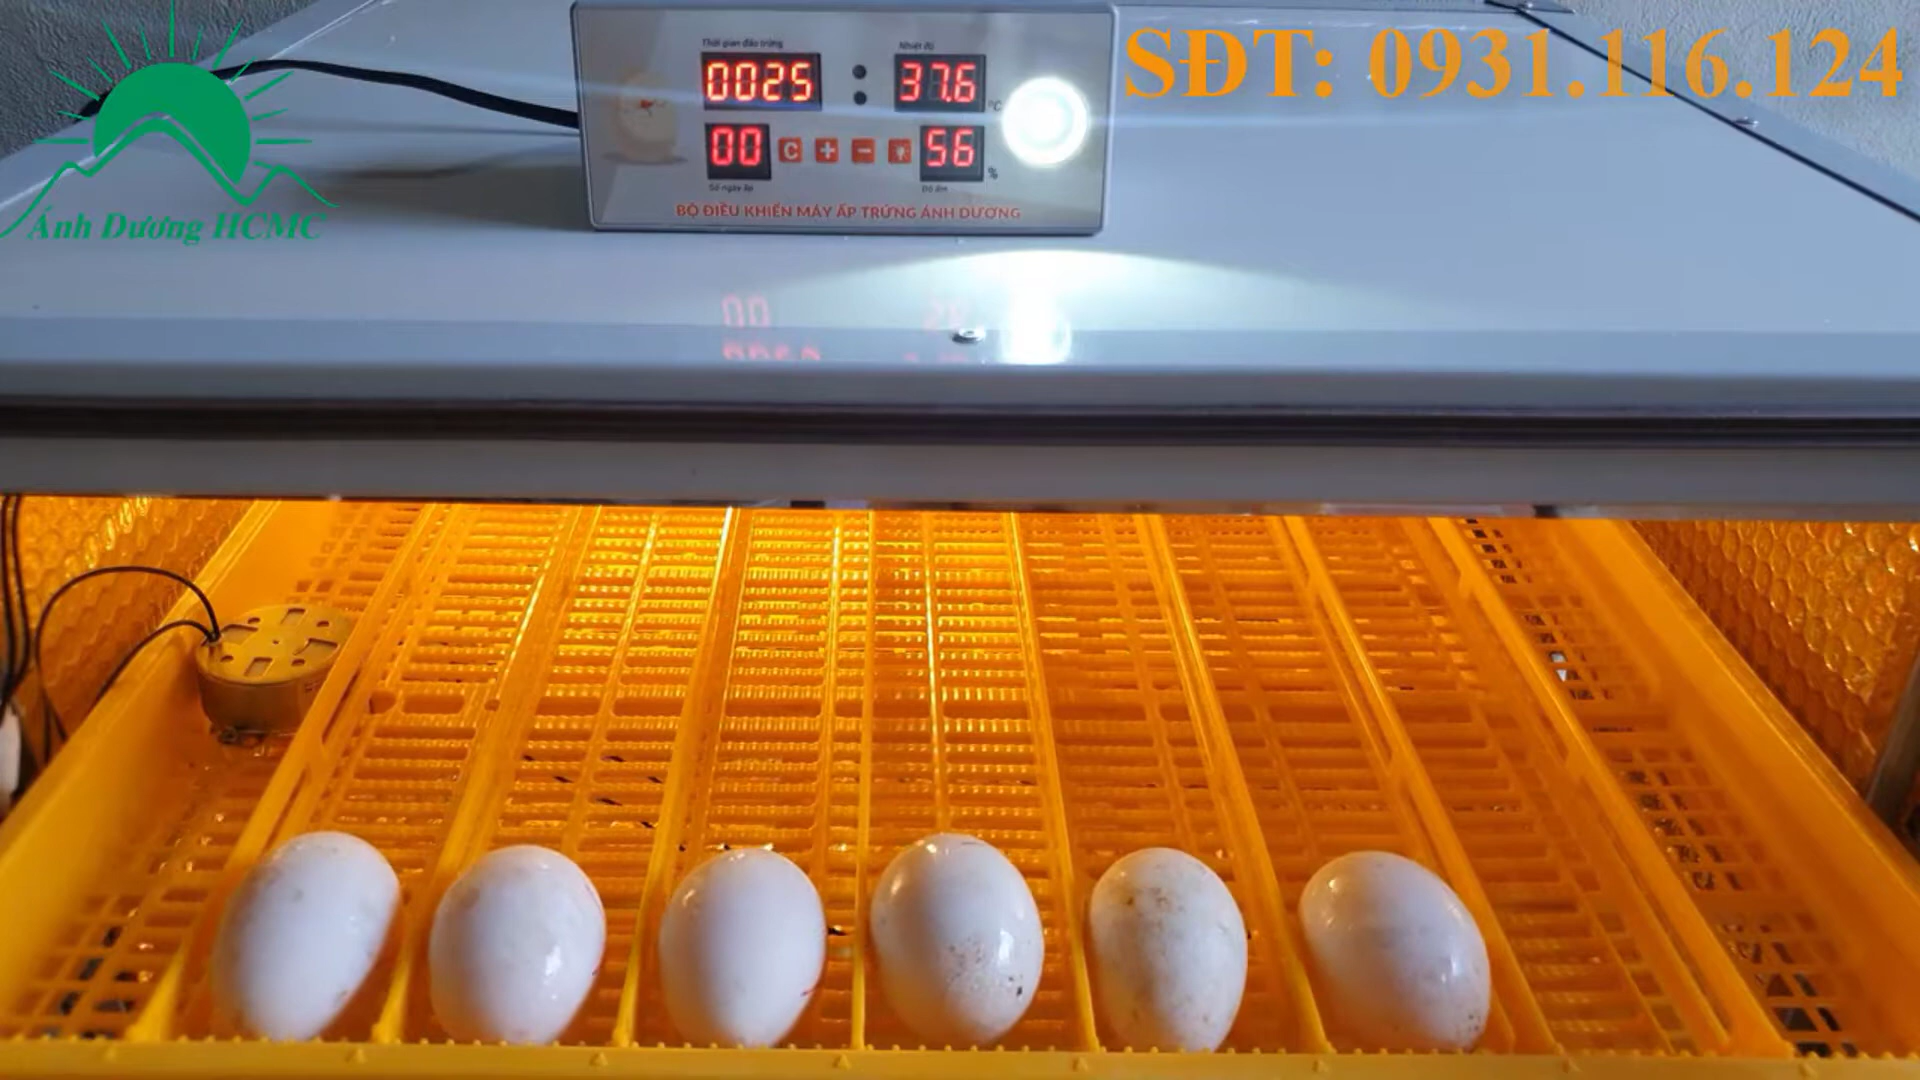 SĐT: 0931.116.124
Ánh Dương HCMC
Thời gian đảo trứng
Nhiệt độ
0025
37.6
°C
00
C + −
56
%
Số ngày ấp
Độ ẩm
BỘ ĐIỀU KHIỂN MÁY ẤP TRỨNG ÁNH DƯƠNG